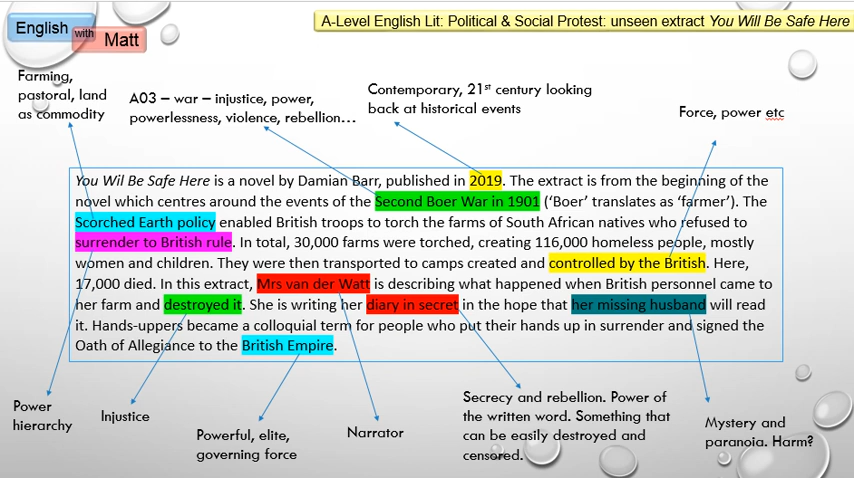 English with Matt
A-Level English Lit: Political & Social Protest: unseen extract You Will Be Safe Here
Farming,
pastoral, land
as commodity
A03 – war – injustice, power,
powerlessness, violence, rebellion…
Contemporary, 21st century looking
back at historical events
Force, power etc
You Wil Be Safe Here is a novel by Damian Barr, published in 2019. The extract is from the beginning of the
novel which centres around the events of the Second Boer War in 1901 (‘Boer’ translates as ‘farmer’). The
Scorched Earth policy enabled British troops to torch the farms of South African natives who refused to
surrender to British rule. In total, 30,000 farms were torched, creating 116,000 homeless people, mostly
women and children. They were then transported to camps created and controlled by the British. Here,
17,000 died. In this extract, Mrs van der Watt is describing what happened when British personnel came to
her farm and destroyed it. She is writing her diary in secret in the hope that her missing husband will read
it. Hands-uppers became a colloquial term for people who put their hands up in surrender and signed the
Oath of Allegiance to the British Empire.
Power
hierarchy
Injustice
Powerful, elite,
governing force
Narrator
Secrecy and rebellion. Power of
the written word. Something that
can be easily destroyed and
censored.
Mystery and
paranoia. Harm?